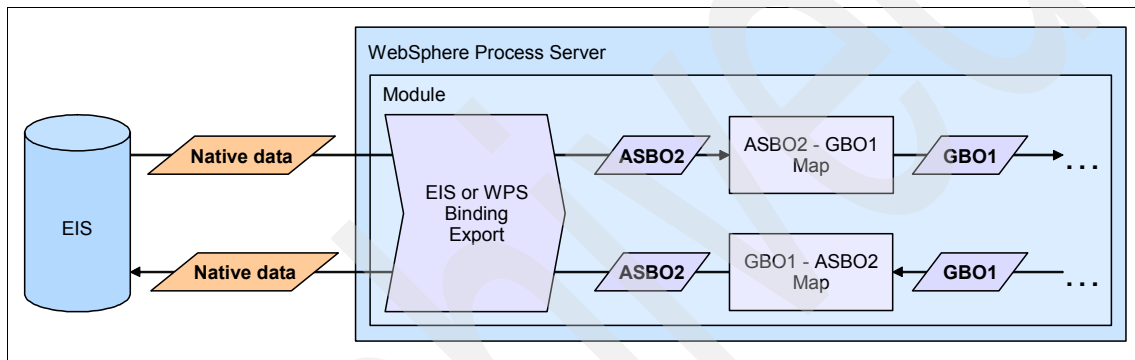 WebSphere Process Server
Module
Native data
ASBO2
ASBO2 - GBO1
Map
GBO1
. . .
EIS
EIS or WPS
Binding
Export
Native data
ASBO2
GBO1 - ASBO2
Map
GBO1
. . .